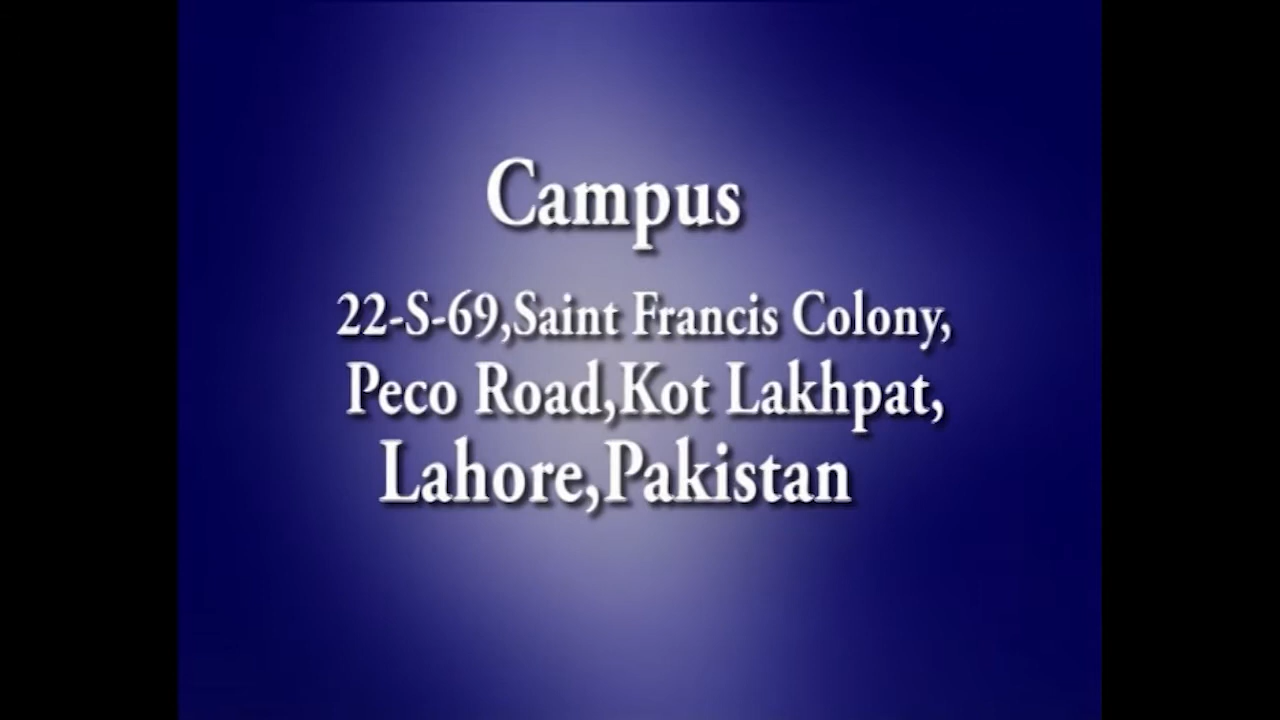 Campus
22-S-69,Saint Francis Colony,
Peco Road,Kot Lakhpat,
Lahore,Pakistan